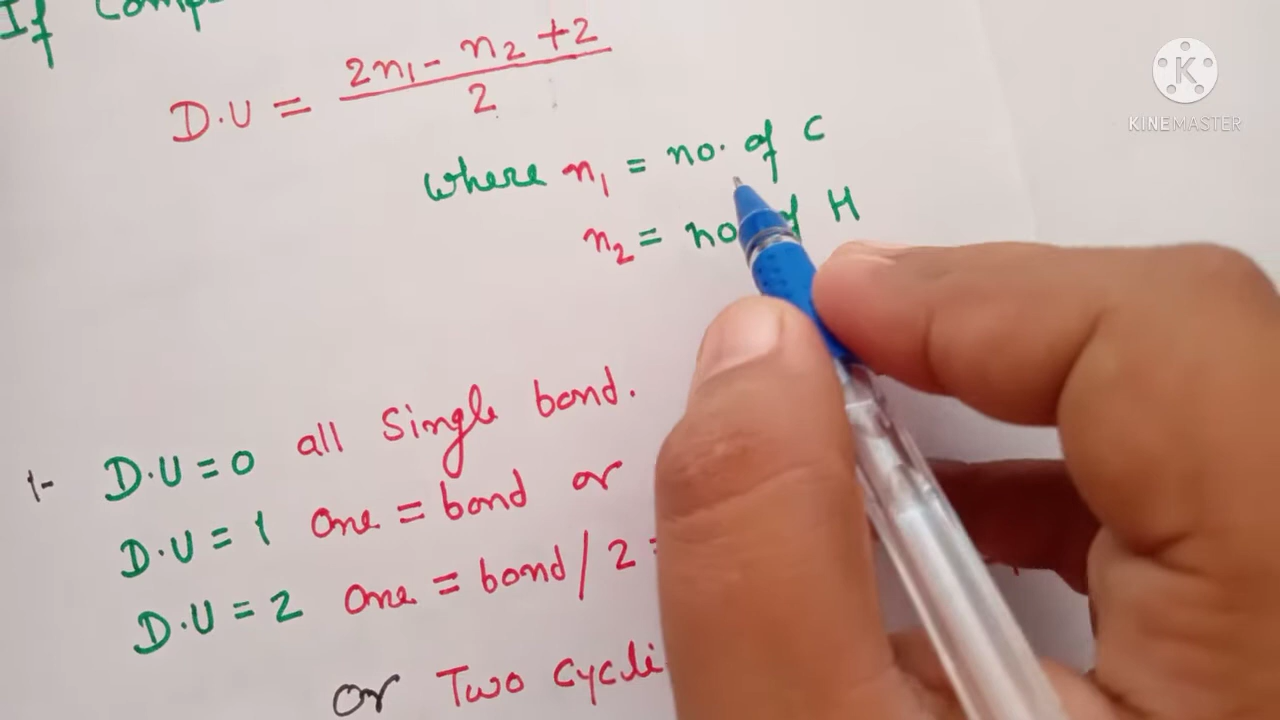 If Comp
D.U = 2n₁ - n₂ + 2 / 2
where n₁ = no. of C
n₂ = no of H
KINEMASTER
1- D.U = 0 all Single bond.
D.U = 1 One = bond or
D.U = 2 One = bond / 2 =
or Two Cycli